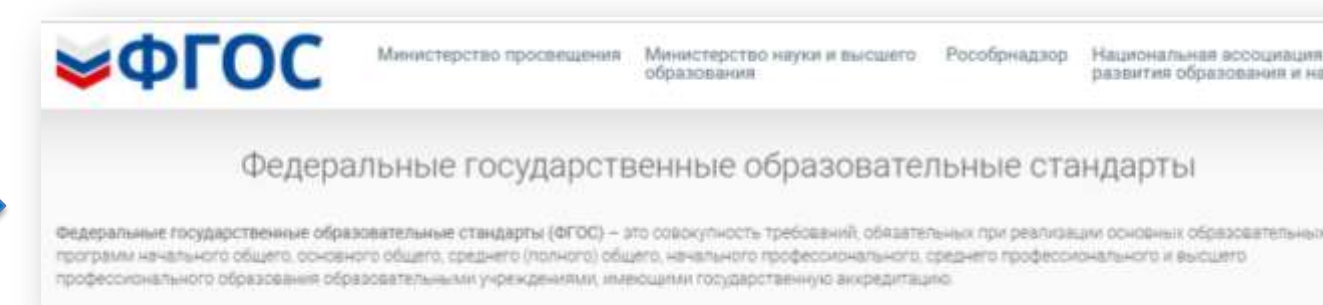 ФГОС
Министерство просвещения
Министерство науки и высшего
образования
Рособрнадзор
Национальная ассоциация
развития образования и на
Федеральные государственные образовательные стандарты
Федеральные государственные образовательные стандарты (ФГОС) – это совокупность требований, обязательных при реализации основных образовательных
программ начального общего, основного общего, среднего (полного) общего, начального профессионального, среднего профессионального и высшего
профессионального образования образовательными учреждениями, имеющими государственную аккредитацию.